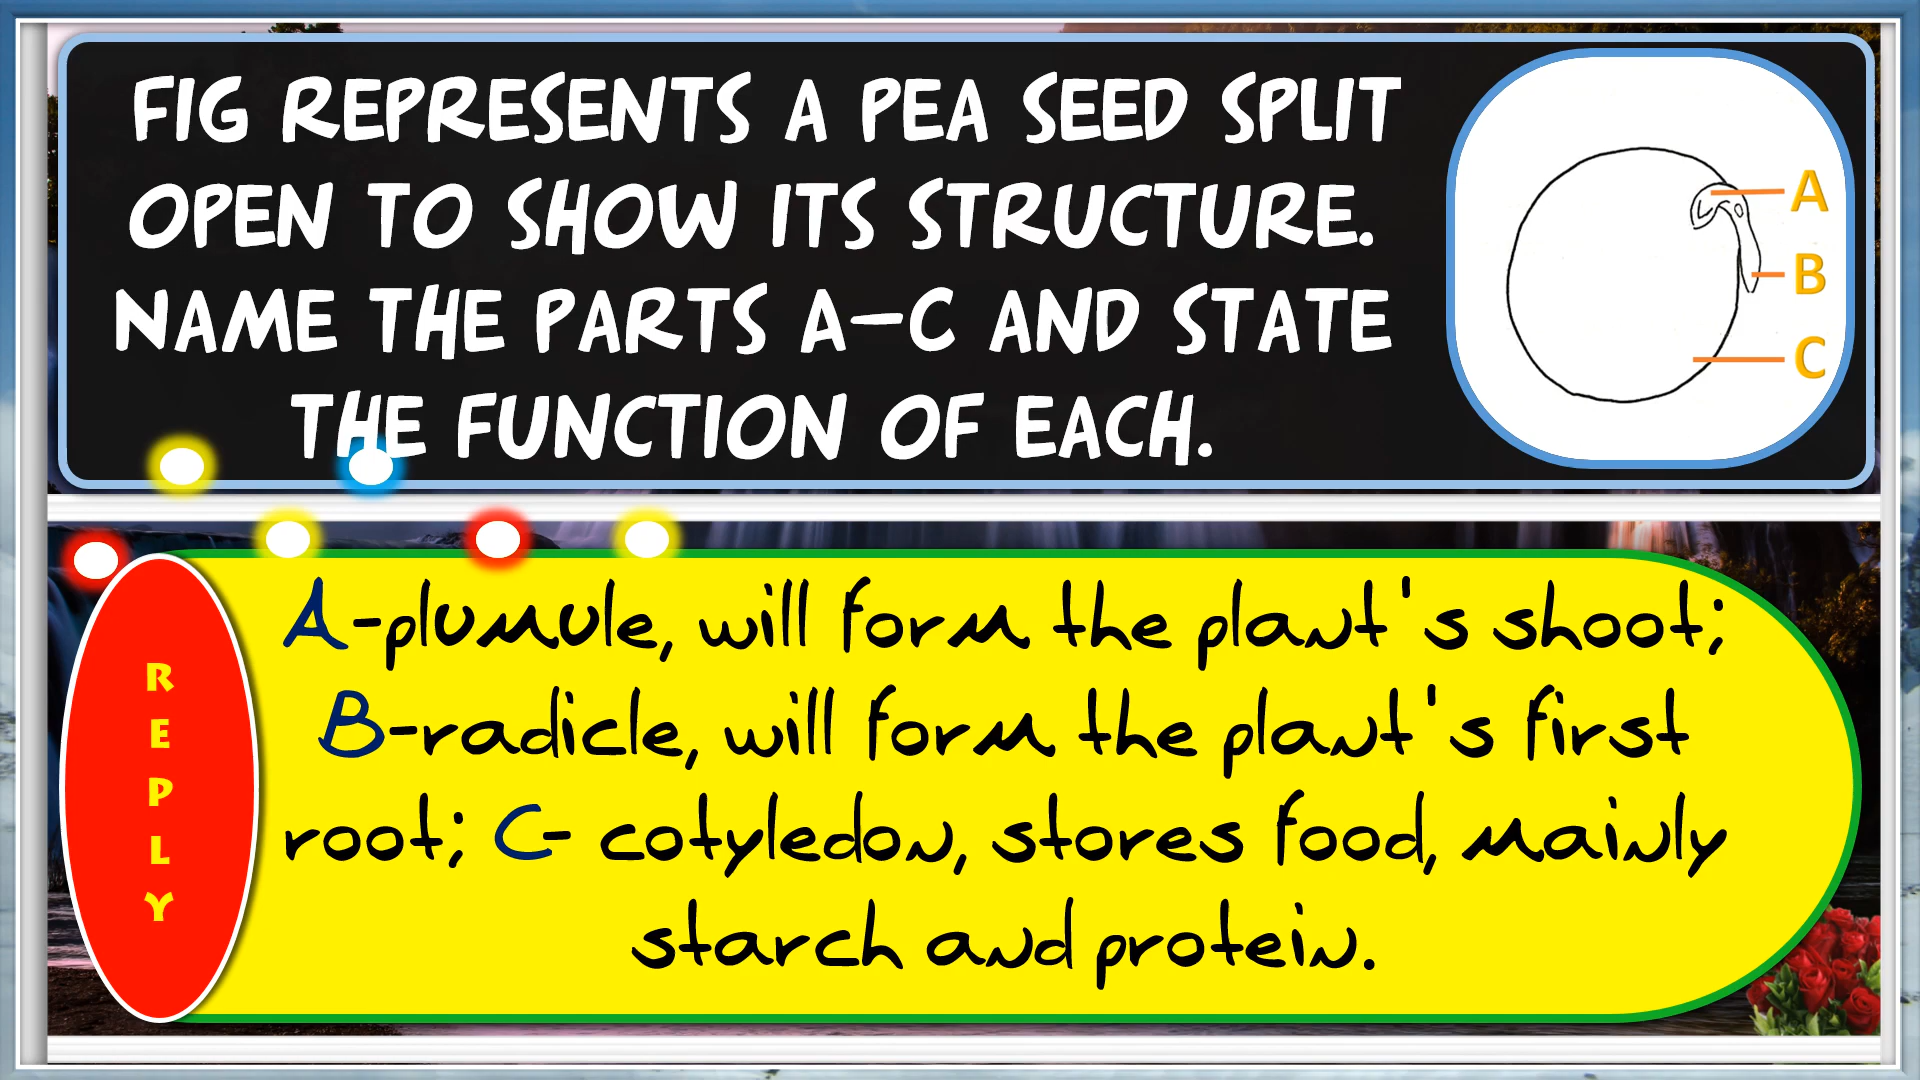 FIG REPRESENTS A PEA SEED SPLIT
OPEN TO SHOW ITS STRUCTURE.
NAME THE PARTS A-C AND STATE
THE FUNCTION OF EACH.
A
B
C
REPLY
A-plumule, will form the plant's shoot;
B-radicle, will form the plant's first
root; C- cotyledon, stores food, mainly
starch and protein.